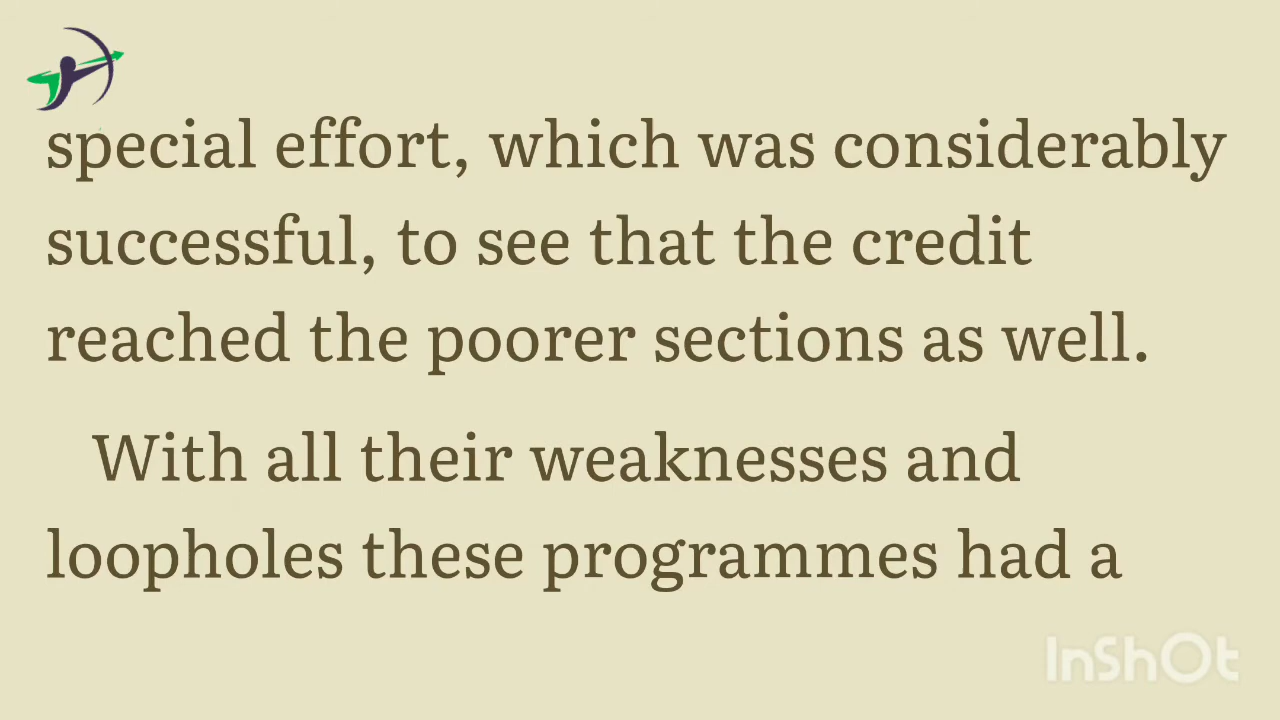 special effort, which was considerably
successful, to see that the credit
reached the poorer sections as well.
With all their weaknesses and
loopholes these programmes had a
InShOt